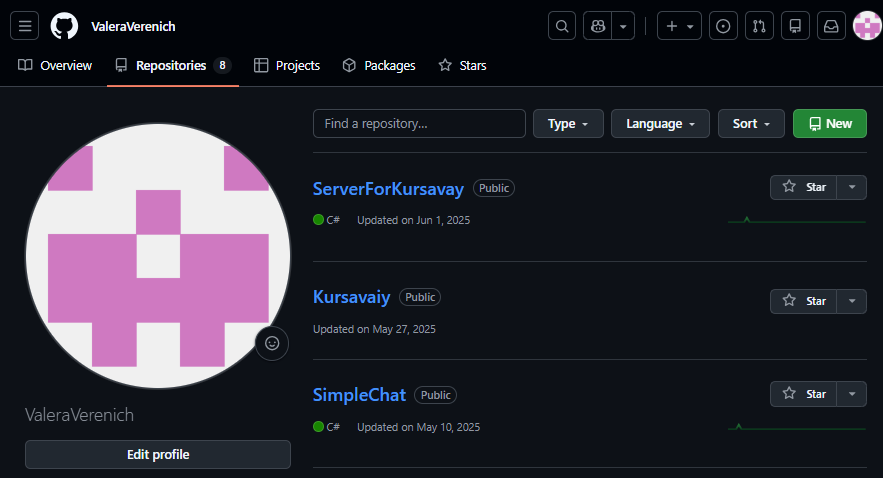 ValeraVerenich
Overview Repositories 8 Projects Packages Stars
Find a repository... Type Language Sort New
ServerForKursavay Public Star
C# Updated on Jun 1, 2025
Kursavaiy Public Star
Updated on May 27, 2025
SimpleChat Public Star
C# Updated on May 10, 2025
ValeraVerenich
Edit profile